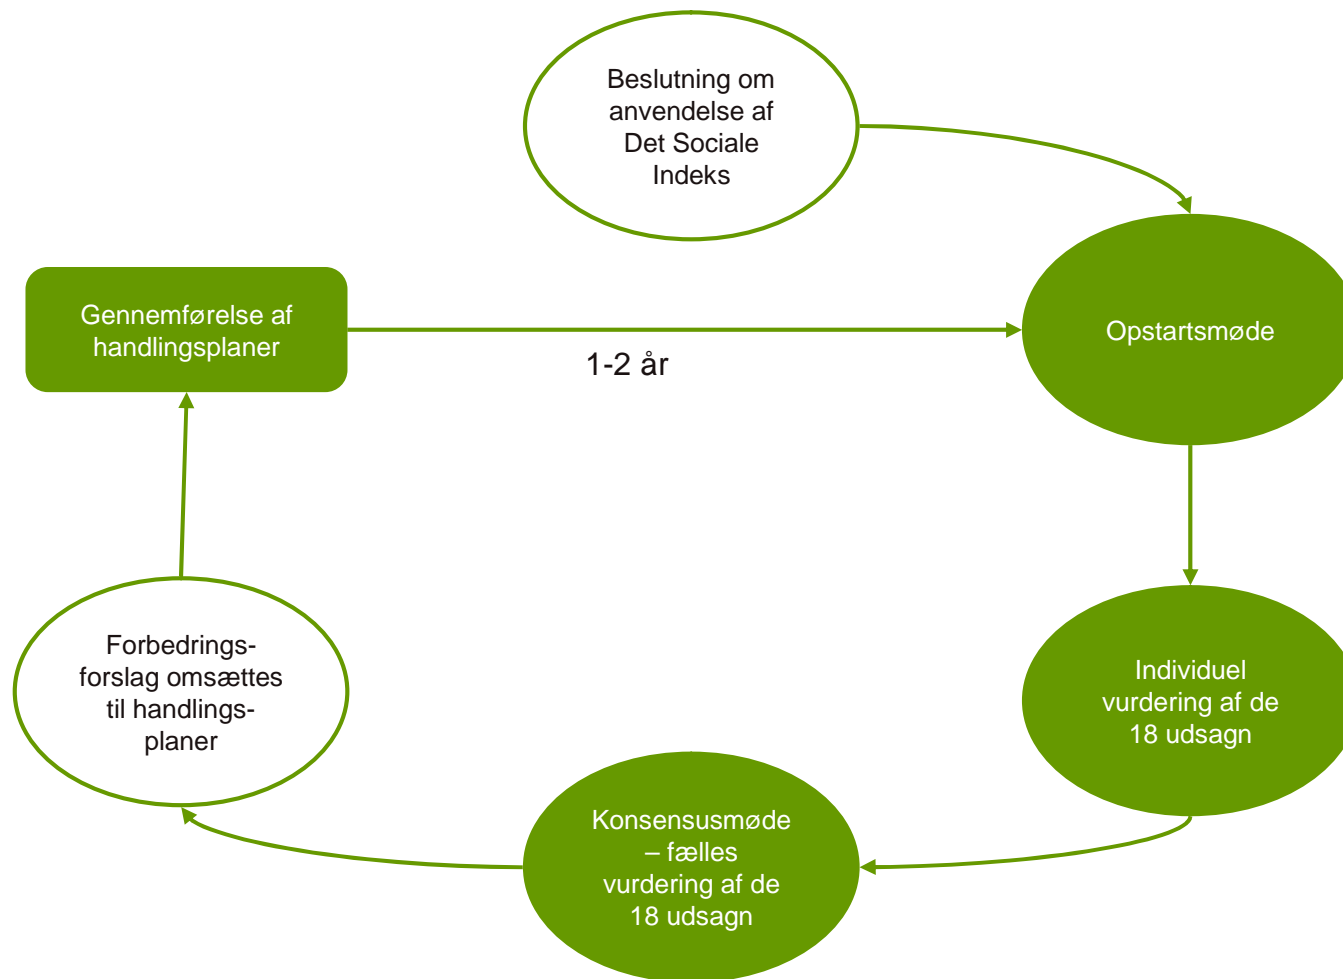 Beslutning om
anvendelse af
Det Sociale
Indeks
Gennemførelse af
handlingsplaner
1-2 år
Opstartsmøde
Forbedrings-
forslag omsættes
til handlings-
planer
Individuel
vurdering af de
18 udsagn
Konsensusmøde
– fælles
vurdering af de
18 udsagn